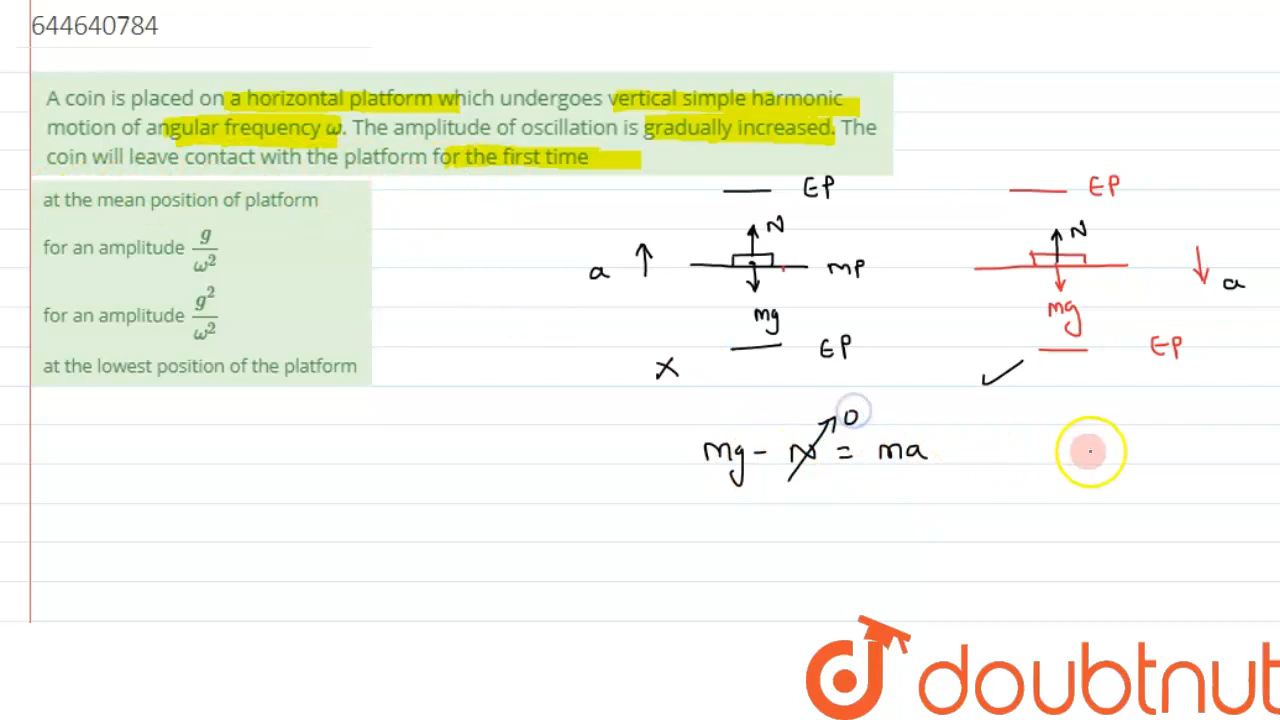 644640784
A coin is placed on a horizontal platform which undergoes vertical simple harmonic
motion of angular frequency ω. The amplitude of oscillation is gradually increased. The
coin will leave contact with the platform for the first time
at the mean position of platform
for an amplitude g/ω²
for an amplitude g²/ω²
at the lowest position of the platform
EP
N
a
MP
mg
EP
EP
N
a
mg
EP
0
mg - N = ma
doubtnut